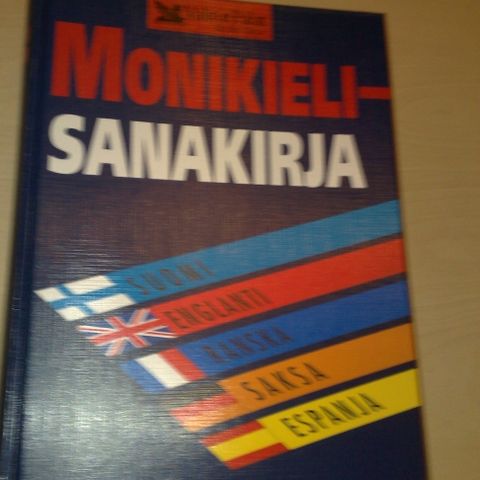 MONIKIELI-
SANAKIRJA
SUOMI
ENGLANTI
RANSKA
SAKSA
ESPANJA